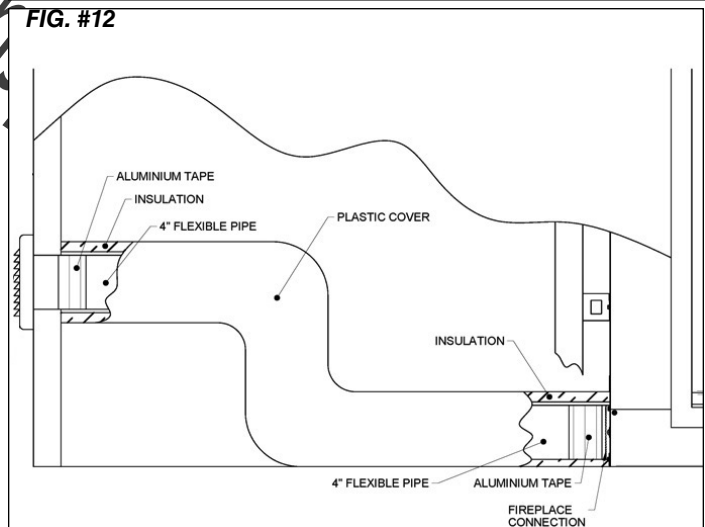 FIG. #12
ALUMINIUM TAPE
INSULATION
4" FLEXIBLE PIPE
PLASTIC COVER
INSULATION
4" FLEXIBLE PIPE
ALUMINIUM TAPE
FIREPLACE
CONNECTION